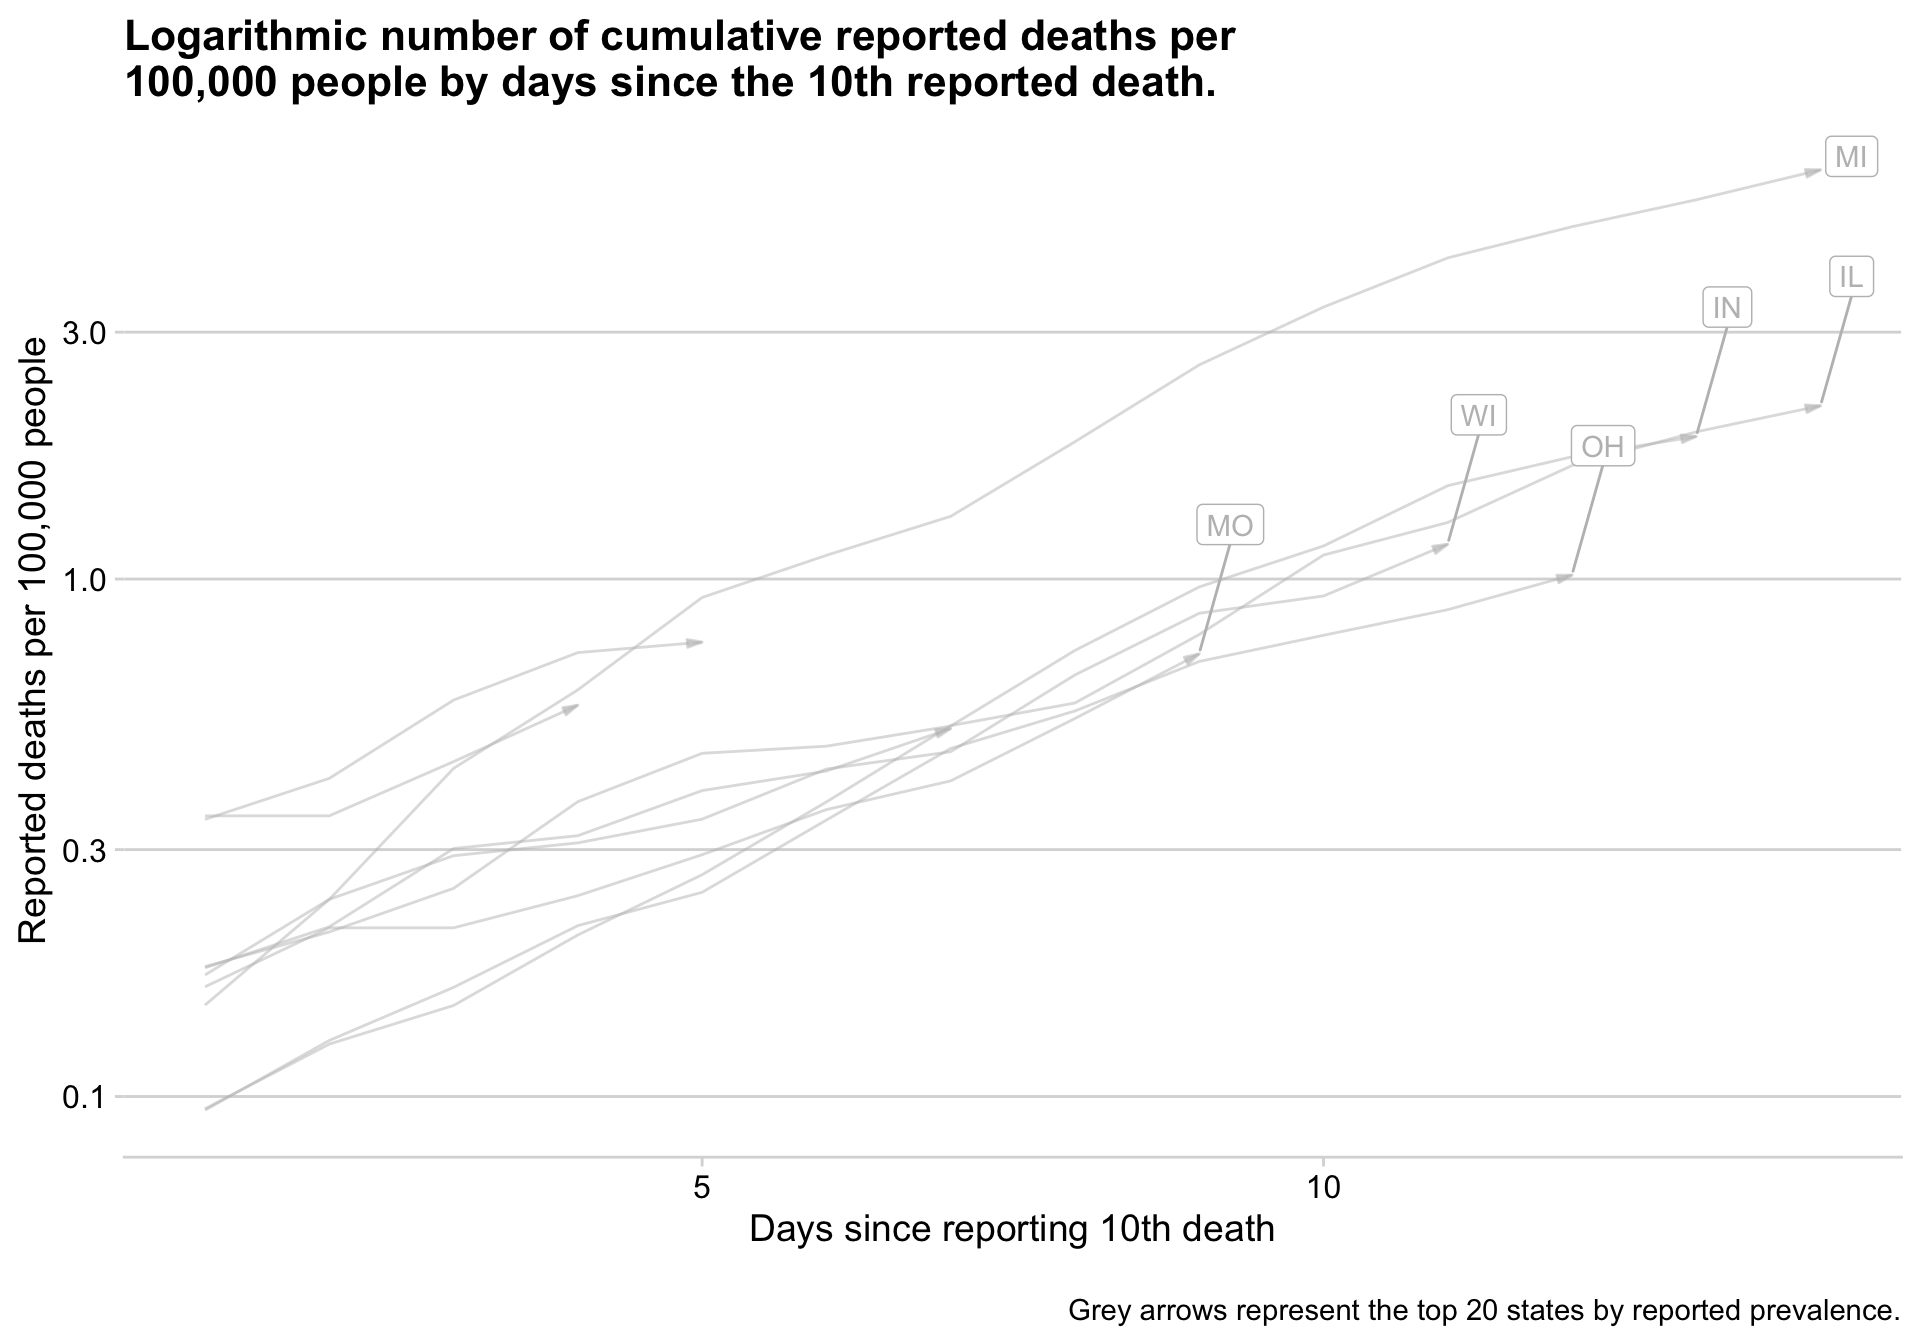 Logarithmic number of cumulative reported deaths per
100,000 people by days since the 10th reported death.
MI
IL
IN
WI
OH
MO
Reported deaths per 100,000 people
3.0
1.0
0.3
0.1
5
10
Days since reporting 10th death
Grey arrows represent the top 20 states by reported prevalence.